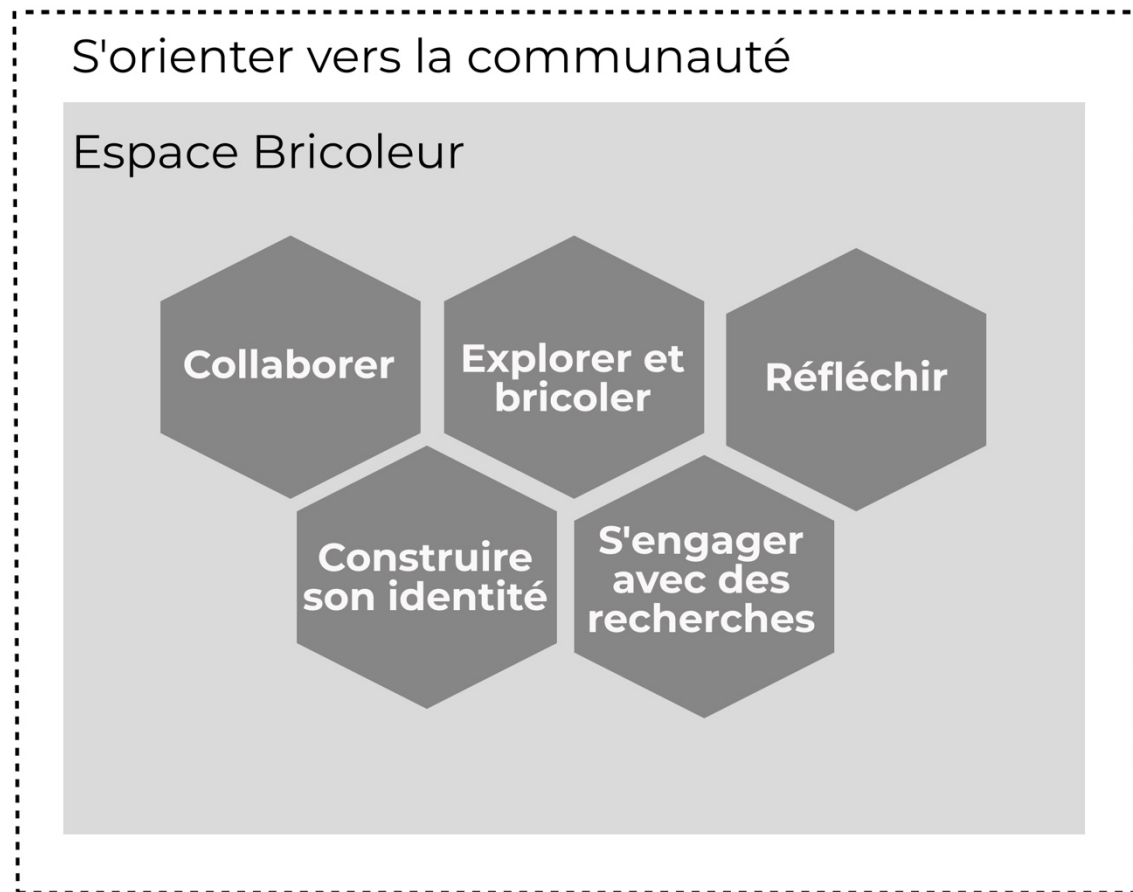 S'orienter vers la communauté
Espace Bricoleur
Collaborer
Explorer et
bricoler
Réfléchir
Construire
son identité
S'engager
avec des
recherches